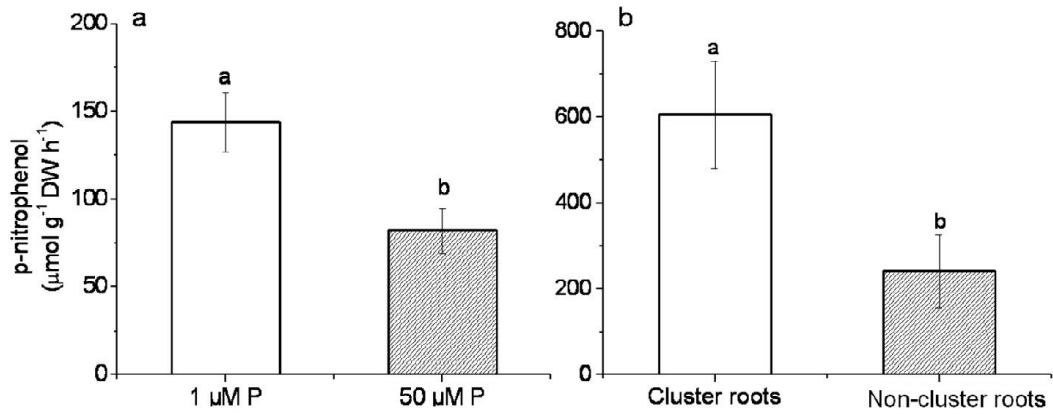 a
b
200
150
100
50
0
p-nitrophenol
(µmol g⁻¹ DW h⁻¹)
a
b
1 µM P
50 µM P
800
600
400
200
0
a
b
Cluster roots
Non-cluster roots